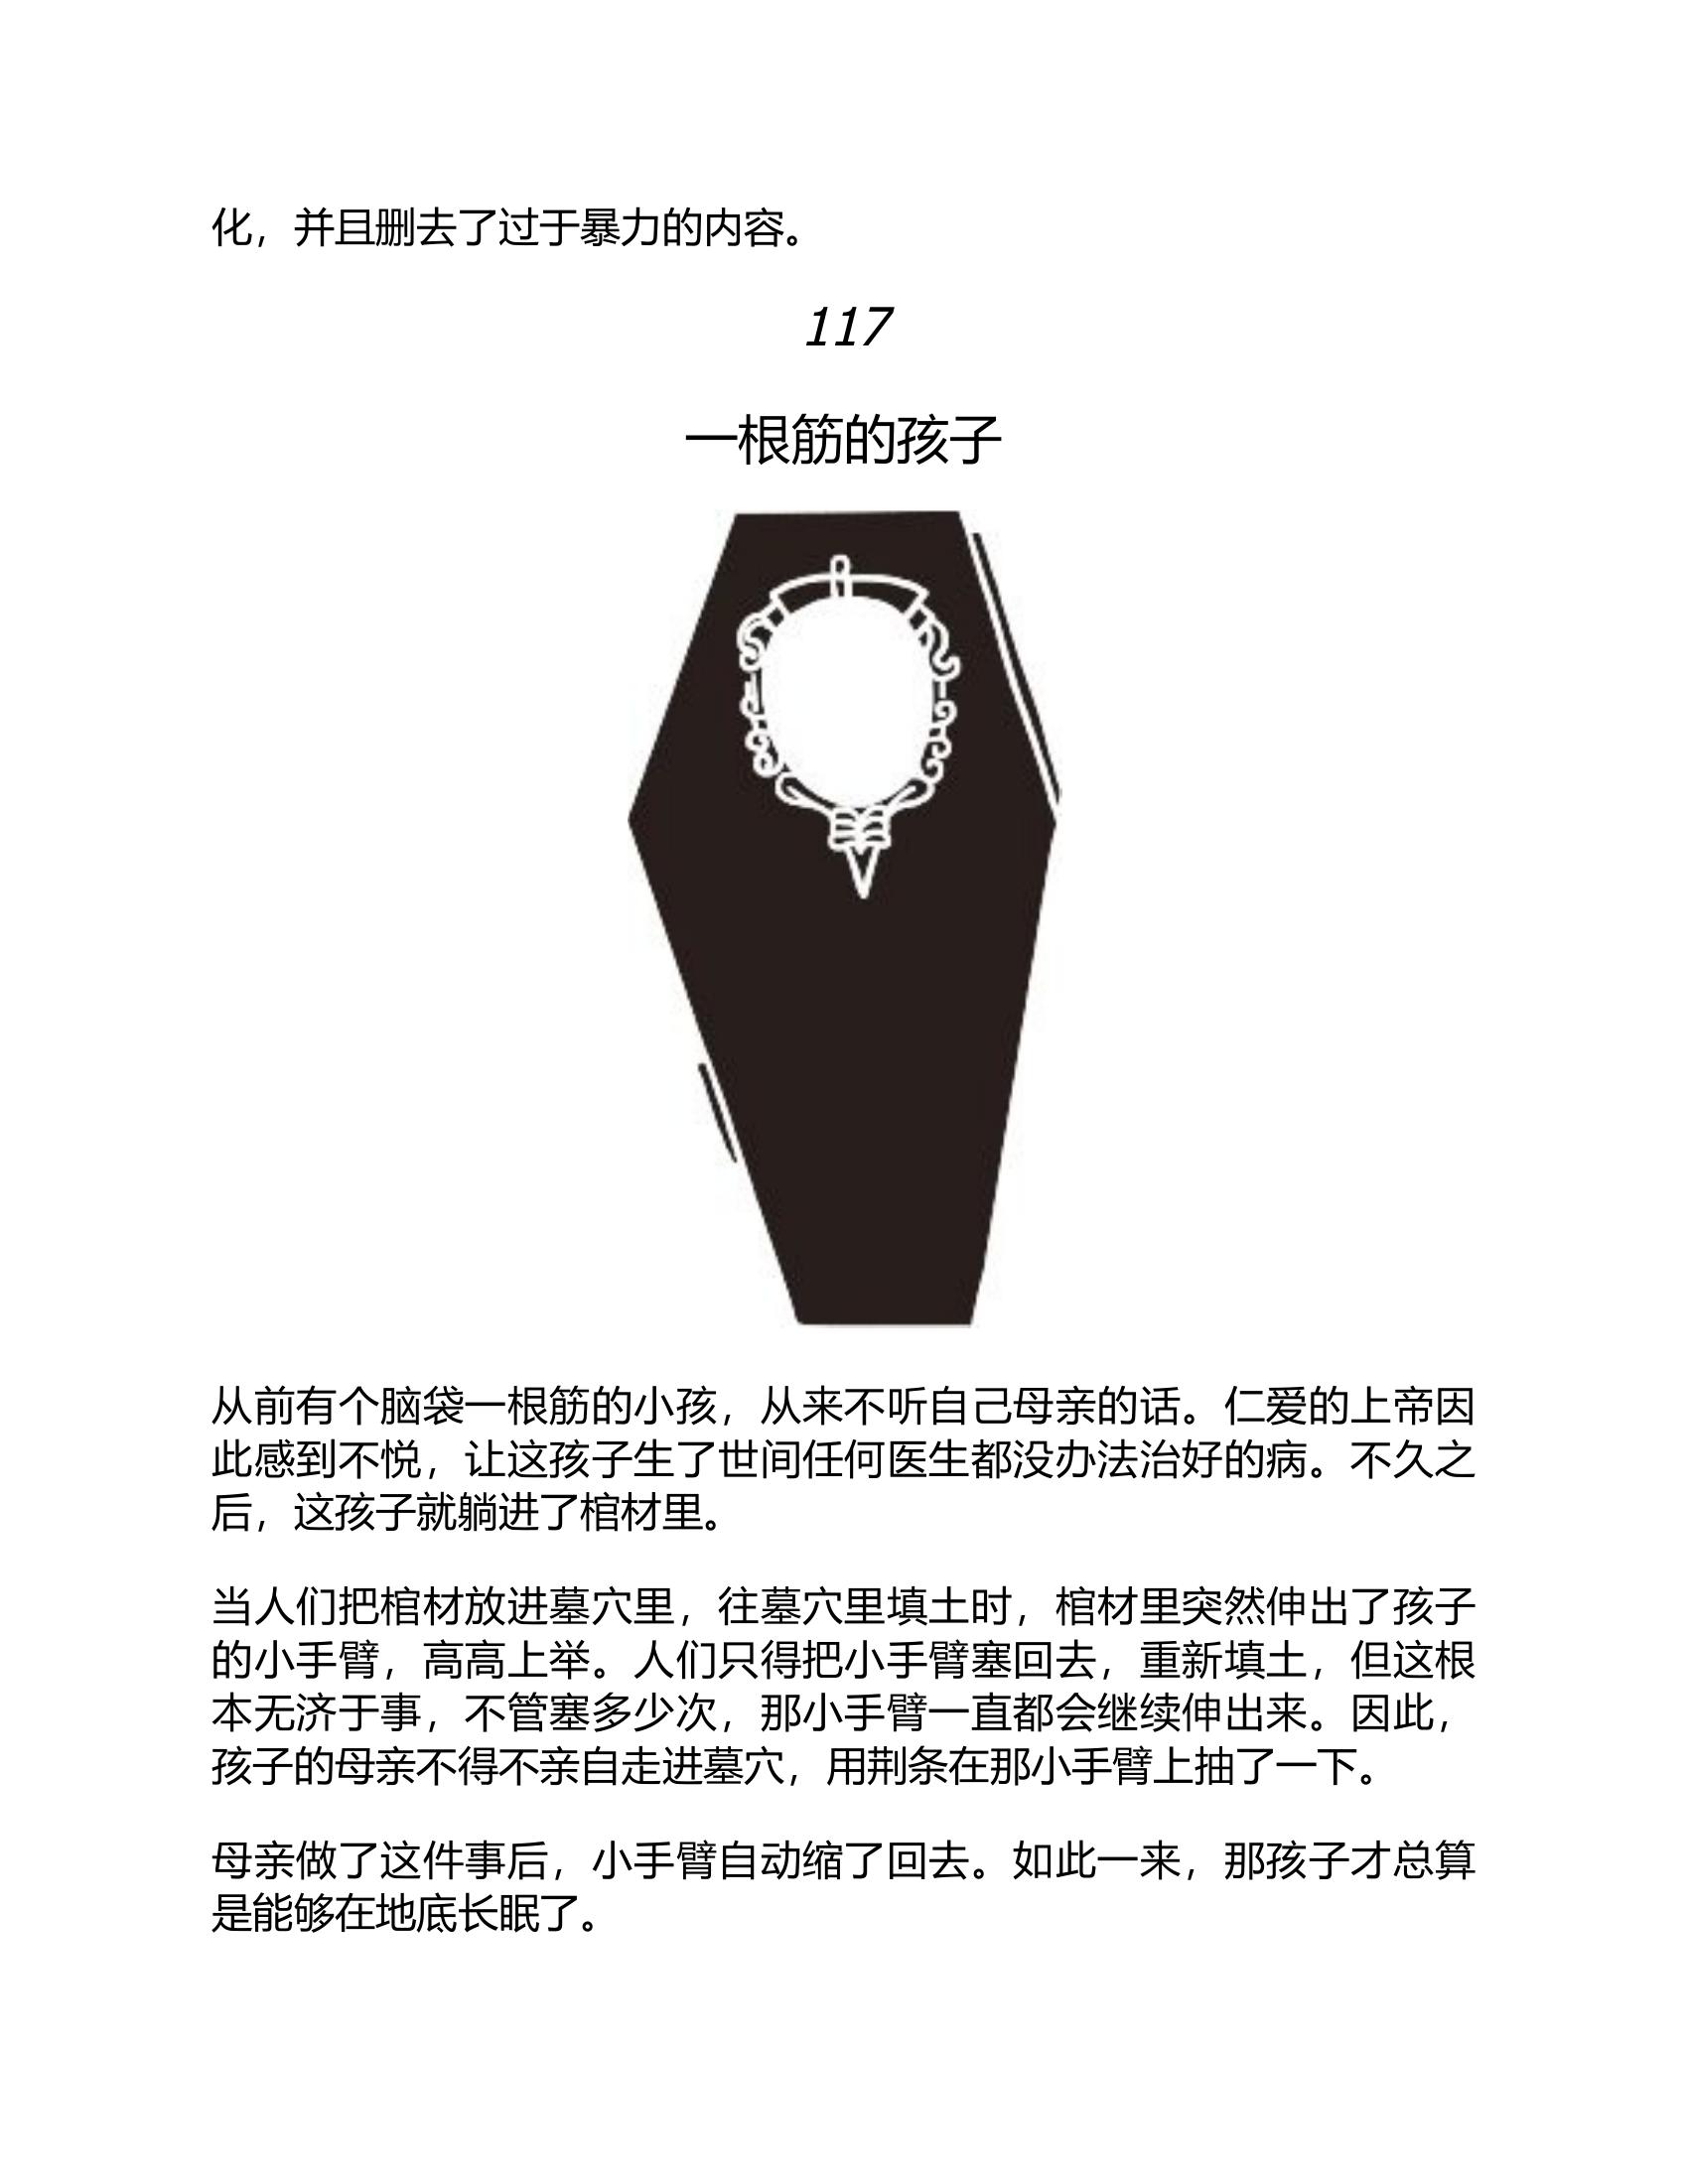 化，并且删去了过于暴力的内容。
117
一根筋的孩子
从前有个脑袋一根筋的小孩，从来不听自己母亲的话。仁爱的上帝因
此感到不悦，让这孩子生了世间任何医生都没办法治好的病。不久之
后，这孩子就躺进了棺材里。
当人们把棺材放进墓穴里，往墓穴里填土时，棺材里突然伸出了孩子
的小手臂，高高上举。人们只得把小手臂塞回去，重新填土，但这根
本无济于事，不管塞多少次，那小手臂一直都会继续伸出来。因此，
孩子的母亲不得不亲自走进墓穴，用荆条在那小手臂上抽了一下。
母亲做了这件事后，小手臂自动缩了回去。如此一来，那孩子才总算
是能够在地底长眠了。